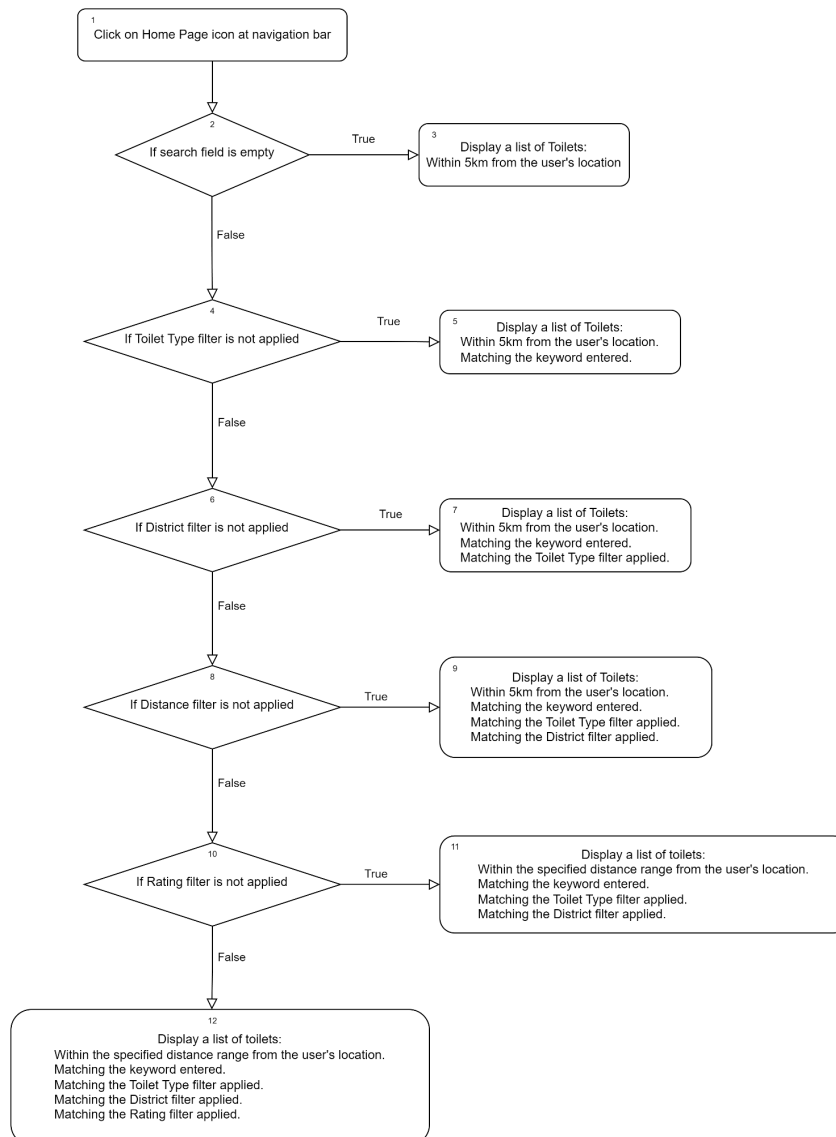 1
Click on Home Page icon at navigation bar
2
If search field is empty
True
3
Display a list of Toilets:
Within 5km from the user's location
False
4
If Toilet Type filter is not applied
True
5
Display a list of Toilets:
Within 5km from the user's location.
Matching the keyword entered.
False
6
If District filter is not applied
True
7
Display a list of Toilets:
Within 5km from the user's location.
Matching the keyword entered.
Matching the Toilet Type filter applied.
False
8
If Distance filter is not applied
True
9
Display a list of Toilets:
Within 5km from the user's location.
Matching the keyword entered.
Matching the Toilet Type filter applied.
Matching the District filter applied.
False
10
If Rating filter is not applied
True
11
Display a list of toilets:
Within the specified distance range from the user's location.
Matching the keyword entered.
Matching the Toilet Type filter applied.
Matching the District filter applied.
False
12
Display a list of toilets:
Within the specified distance range from the user's location.
Matching the keyword entered.
Matching the Toilet Type filter applied.
Matching the District filter applied.
Matching the Rating filter applied.